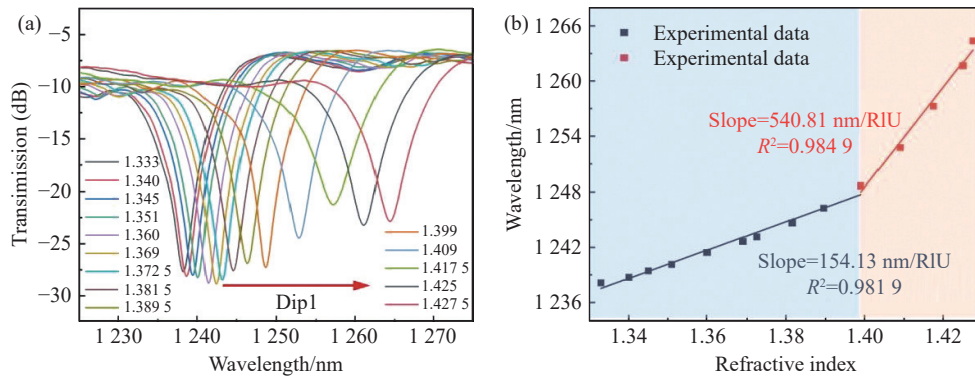 (a)
−5
−10
−15
−20
−25
−30
Transimission (dB)
1.333
1.340
1.345
1.351
1.360
1.369
1.372 5
1.381 5
1.389 5
1.399
1.409
1.417 5
1.425
1.427 5
Dip1
1 230
1 240
1 250
1 260
1 270
Wavelength/nm
(b)
1 266
1 260
1 254
1 248
1 242
1 236
Wavelength/nm
Experimental data
Experimental data
Slope=540.81 nm/RIU
R²=0.984 9
Slope=154.13 nm/RIU
R²=0.981 9
1.34
1.36
1.38
1.40
1.42
Refractive index